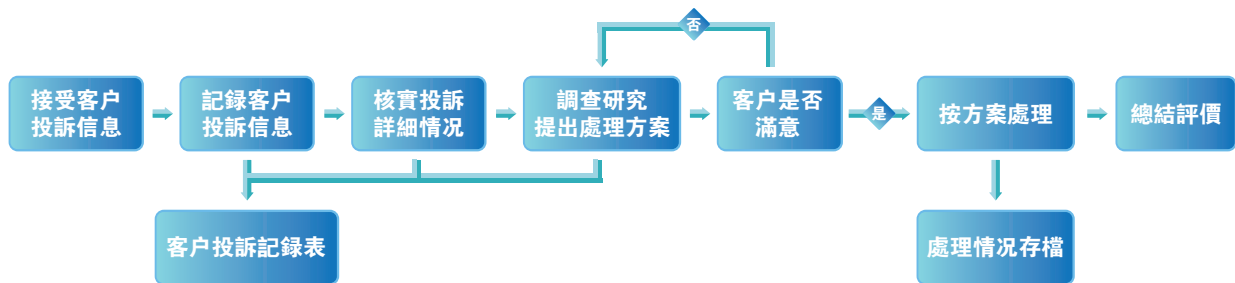 否
接受客户
投訴信息
記録客户
投訴信息
核實投訴
詳細情况
調查研究
提出處理方案
客户是否
滿意
是
按方案處理
總結評價
客户投訴記録表
處理情况存檔